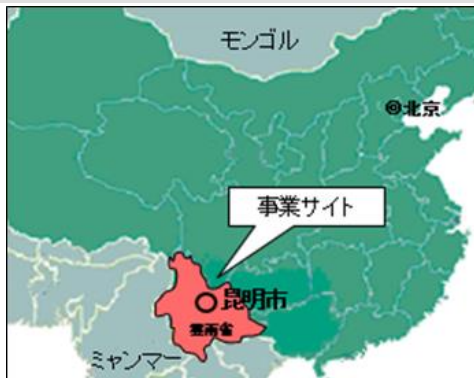 モンゴル
◎北京
事業サイト
昆明市
雲南省
ミャンマー